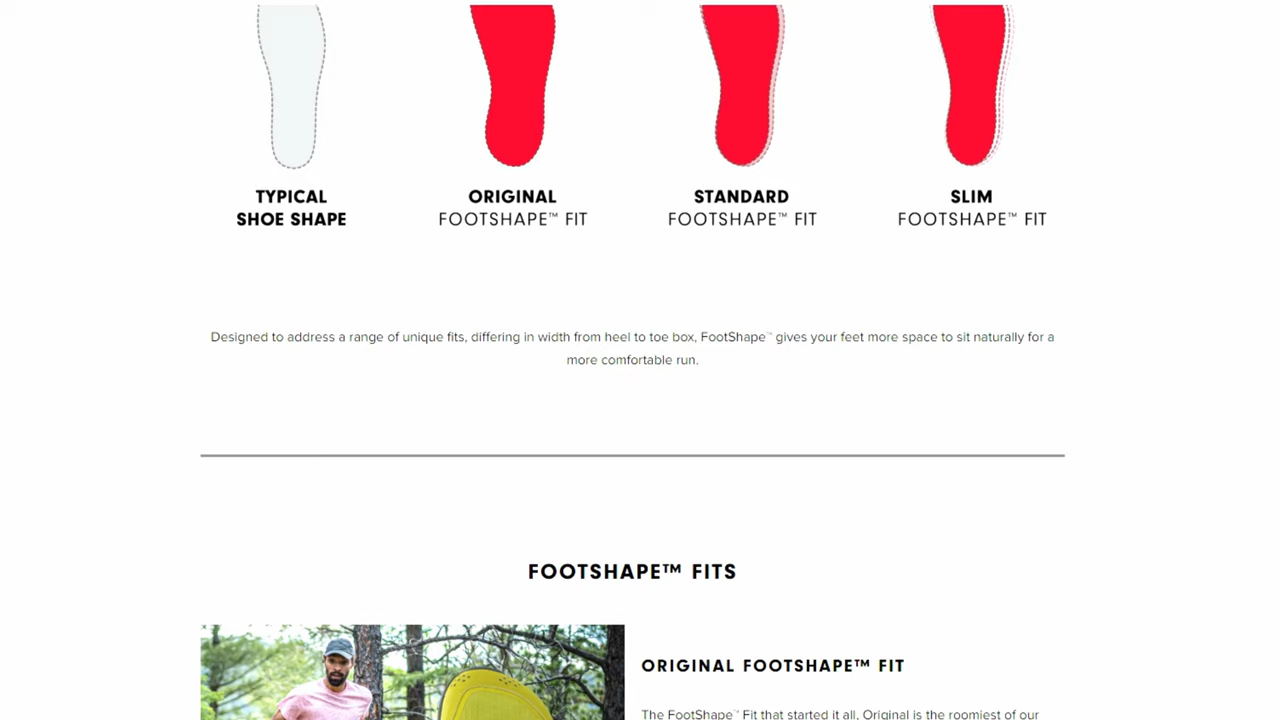 TYPICAL
SHOE SHAPE
ORIGINAL
FOOTSHAPE™ FIT
STANDARD
FOOTSHAPE™ FIT
SLIM
FOOTSHAPE™ FIT
Designed to address a range of unique fits, differing in width from heel to toe box, FootShape™ gives your feet more space to sit naturally for a
more comfortable run.
FOOTSHAPE™ FITS
ORIGINAL FOOTSHAPE™ FIT
The FootShape™ Fit that started it all, Original is the roomiest of our